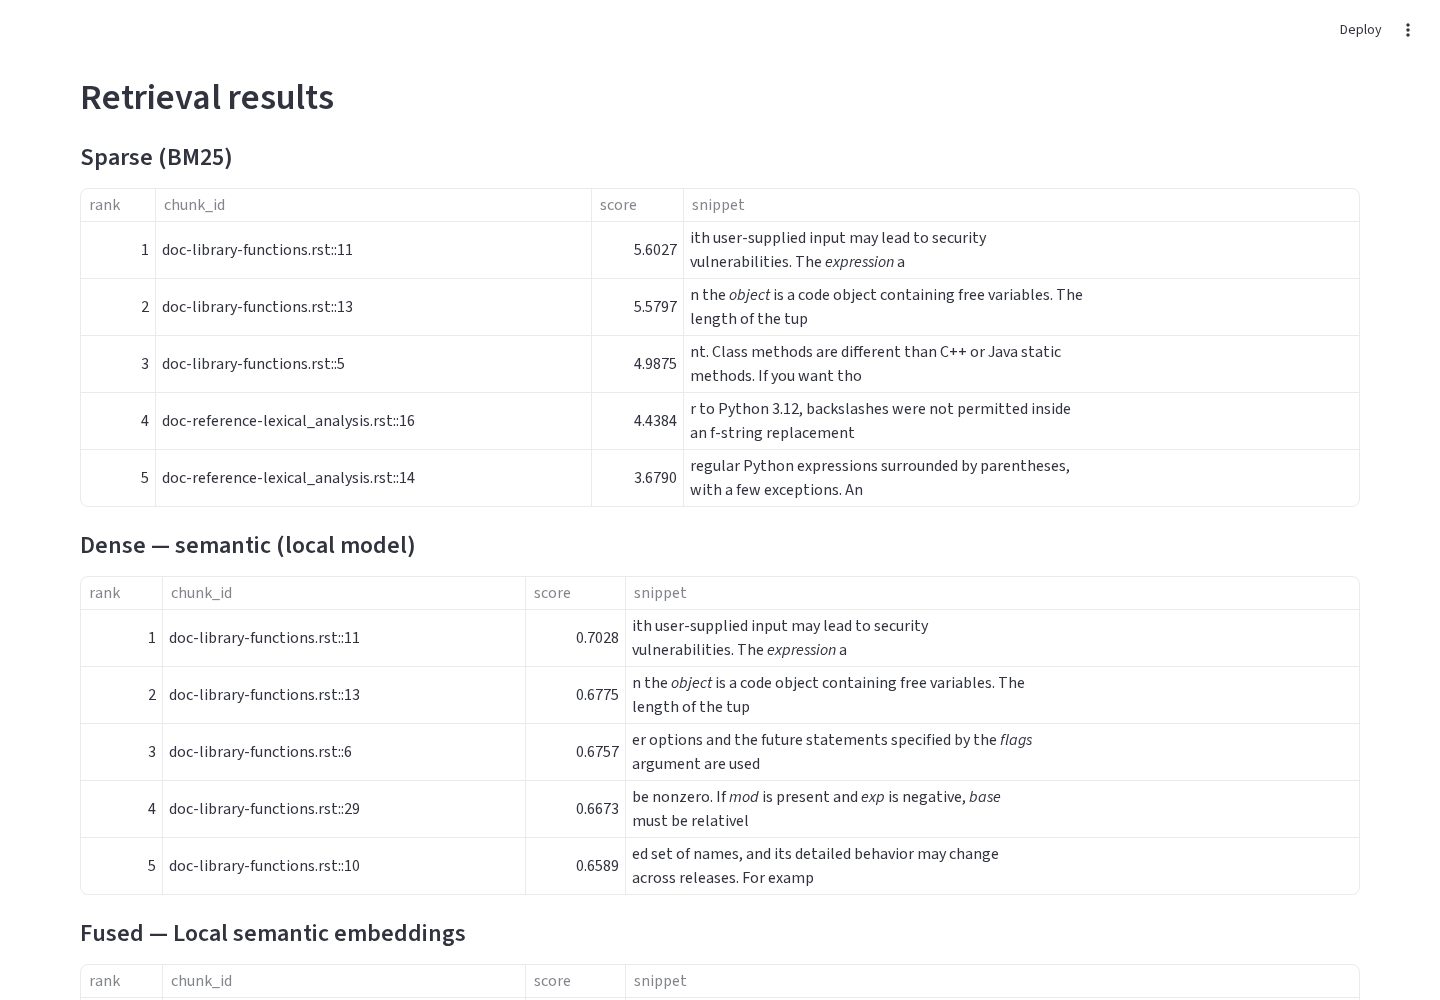 Deploy
Retrieval results
Sparse (BM25)
rank chunk_id score snippet
1 doc-library-functions.rst::11 5.6027 ith user-supplied input may lead to security
vulnerabilities. The expression a
2 doc-library-functions.rst::13 5.5797 n the object is a code object containing free variables. The
length of the tup
3 doc-library-functions.rst::5 4.9875 nt. Class methods are different than C++ or Java static
methods. If you want tho
4 doc-reference-lexical_analysis.rst::16 4.4384 r to Python 3.12, backslashes were not permitted inside
an f-string replacement
5 doc-reference-lexical_analysis.rst::14 3.6790 regular Python expressions surrounded by parentheses,
with a few exceptions. An
Dense — semantic (local model)
rank chunk_id score snippet
1 doc-library-functions.rst::11 0.7028 ith user-supplied input may lead to security
vulnerabilities. The expression a
2 doc-library-functions.rst::13 0.6775 n the object is a code object containing free variables. The
length of the tup
3 doc-library-functions.rst::6 0.6757 er options and the future statements specified by the flags
argument are used
4 doc-library-functions.rst::29 0.6673 be nonzero. If mod is present and exp is negative, base
must be relativel
5 doc-library-functions.rst::10 0.6589 ed set of names, and its detailed behavior may change
across releases. For examp
Fused — Local semantic embeddings
rank chunk_id score snippet